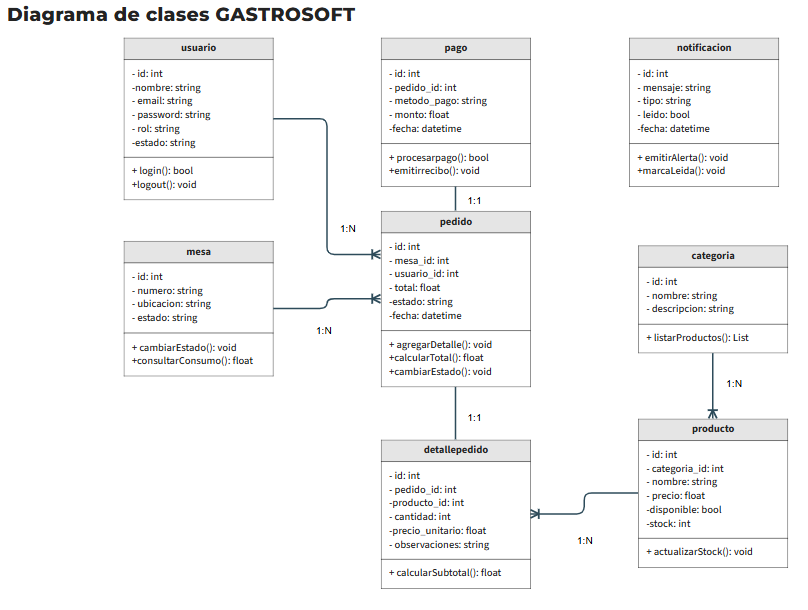 Diagrama de clases GASTROSOFT
usuario
- id: int
-nombre: string
- email: string
- password: string
- rol: string
-estado: string
+ login(): bool
+logout(): void
pago
- id: int
- pedido_id: int
- metodo_pago: string
- monto: float
-fecha: datetime
+ procesarpago(): bool
+emitirrecibo(): void
notificacion
- id: int
- mensaje: string
- tipo: string
- leido: bool
-fecha: datetime
+ emitirAlerta(): void
+marcaLeida(): void
1:1
1:N
pedido
- id: int
- mesa_id: int
- usuario_id: int
- total: float
-estado: string
-fecha: datetime
+ agregarDetalle(): void
+calcularTotal(): float
+cambiarEstado(): void
mesa
- id: int
- numero: string
- ubicacion: string
- estado: string
+ cambiarEstado(): void
+consultarConsumo(): float
1:N
categoria
- id: int
- nombre: string
- descripcion: string
+ listarProductos(): List
1:N
1:1
detallepedido
- id: int
- pedido_id: int
-producto_id: int
- cantidad: int
-precio_unitario: float
- observaciones: string
+ calcularSubtotal(): float
producto
- id: int
- categoria_id: int
- nombre: string
- precio: float
-disponible: bool
-stock: int
+ actualizarStock(): void
1:N